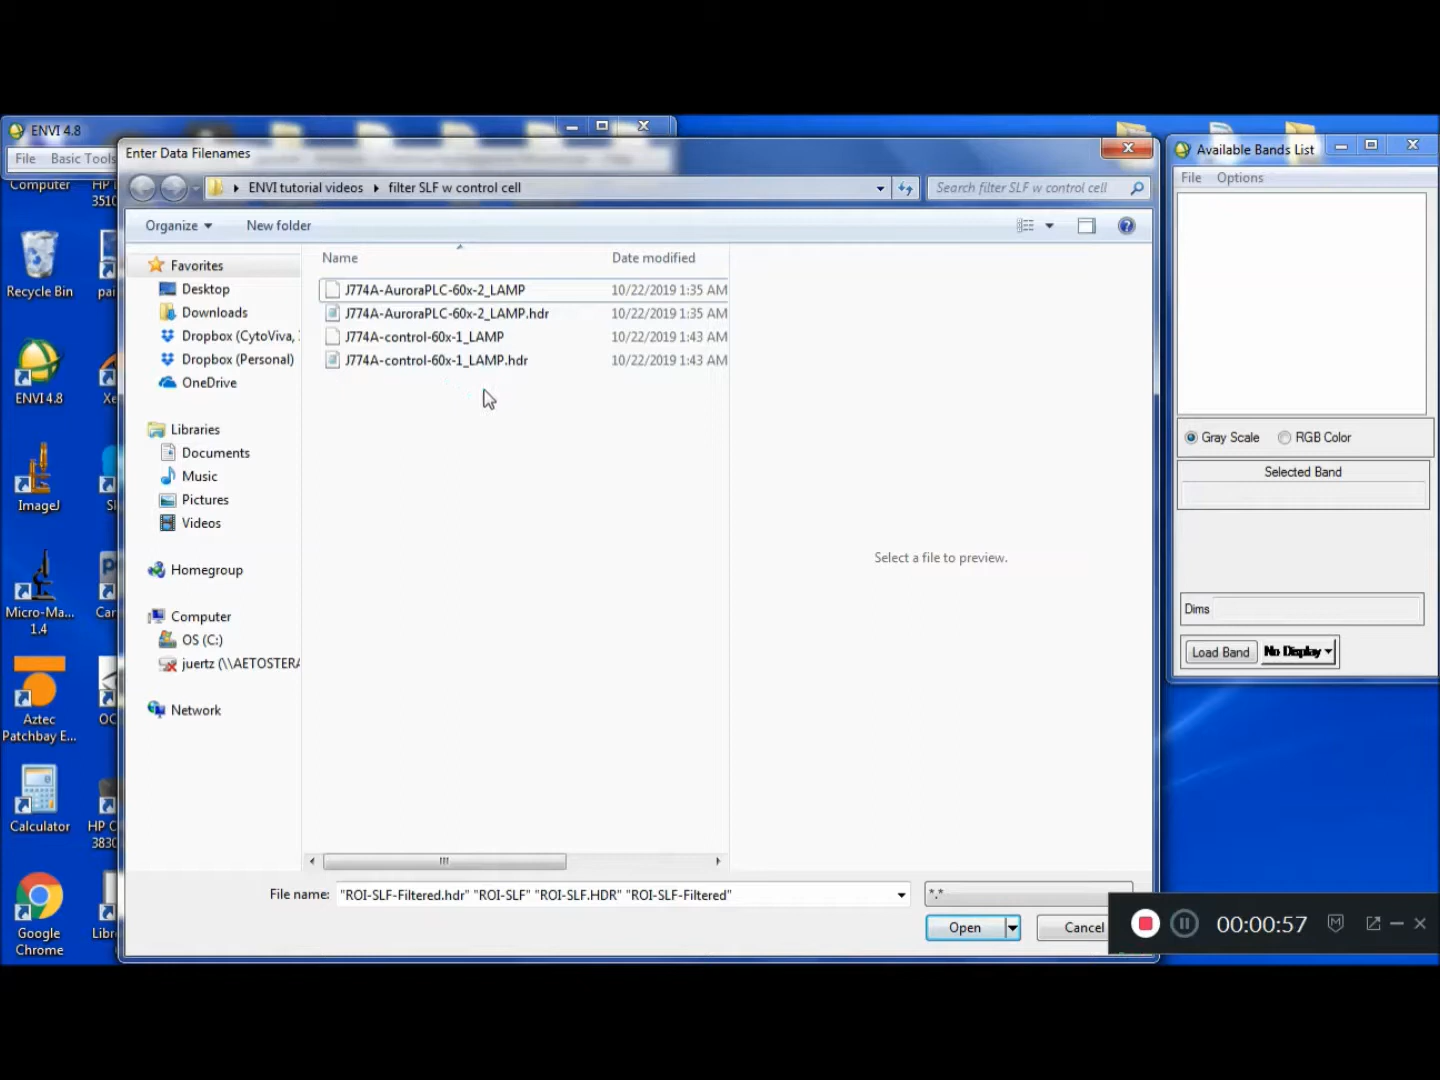 ENVI 4.8
File Basic Tools
Enter Data Filenames
Available Bands List
File Options
ENVI tutorial videos filter SLF w control cell
Search filter SLF w control cell
Organize New folder
Name Date modified
J774A-AuroraPLC-60x-2_LAMP 10/22/2019 1:35 AM
J774A-AuroraPLC-60x-2_LAMP.hdr 10/22/2019 1:35 AM
J774A-control-60x-1_LAMP 10/22/2019 1:43 AM
J774A-control-60x-1_LAMP.hdr 10/22/2019 1:43 AM
Favorites
Desktop
Downloads
Dropbox (CytoViva,
Dropbox (Personal)
OneDrive
Libraries
Documents
Music
Pictures
Videos
Homegroup
Computer
OS (C:)
juertz (\\AETOSTERA
Network
Select a file to preview.
File name: "ROI-SLF-Filtered.hdr" "ROI-SLF" "ROI-SLF.HDR" "ROI-SLF-Filtered"
*.*
Open Cancel
Gray Scale RGB Color
Selected Band
Dims
Load Band No Display
00:00:57
Computer
Recycle Bin
ENVI 4.8
ImageJ
Micro-Ma...
1.4
Aztec
Patchbay E...
Calculator
Google
Chrome
3510
HP C
3830